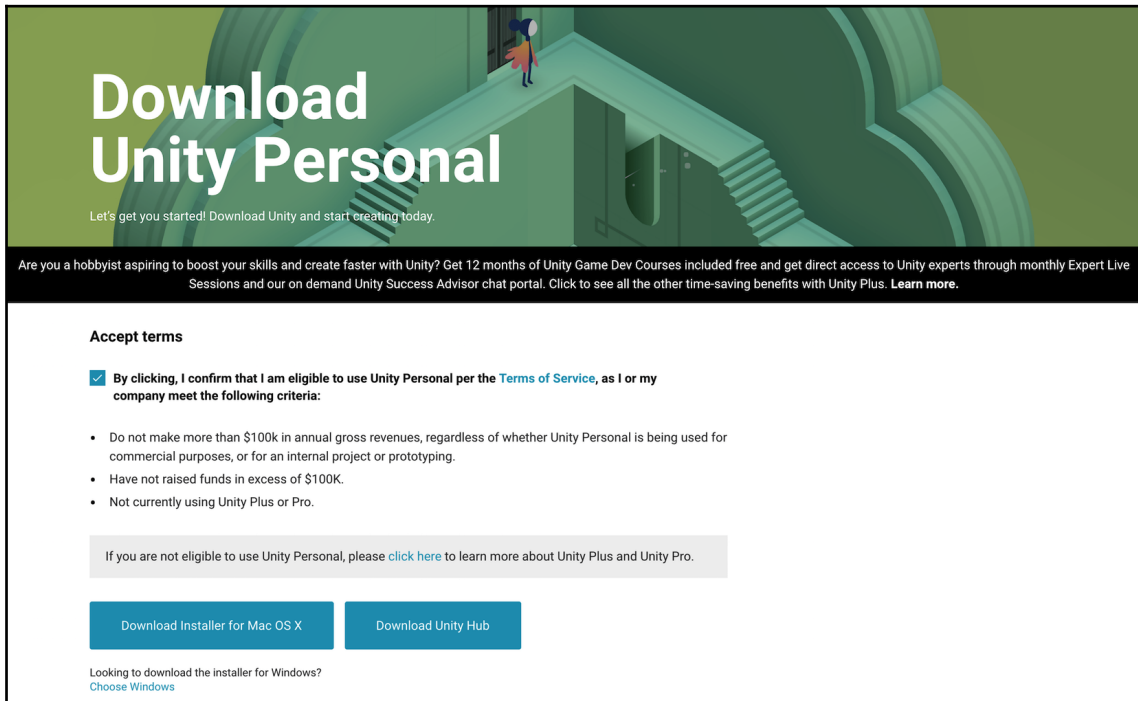 Download
Unity Personal
Let's get you started! Download Unity and start creating today.
Are you a hobbyist aspiring to boost your skills and create faster with Unity? Get 12 months of Unity Game Dev Courses included free and get direct access to Unity experts through monthly Expert Live
Sessions and our on demand Unity Success Advisor chat portal. Click to see all the other time-saving benefits with Unity Plus. Learn more.
Accept terms
By clicking, I confirm that I am eligible to use Unity Personal per the Terms of Service, as I or my
company meet the following criteria:
• Do not make more than $100k in annual gross revenues, regardless of whether Unity Personal is being used for
commercial purposes, or for an internal project or prototyping.
• Have not raised funds in excess of $100K.
• Not currently using Unity Plus or Pro.
If you are not eligible to use Unity Personal, please click here to learn more about Unity Plus and Unity Pro.
Download Installer for Mac OS X
Download Unity Hub
Looking to download the installer for Windows?
Choose Windows